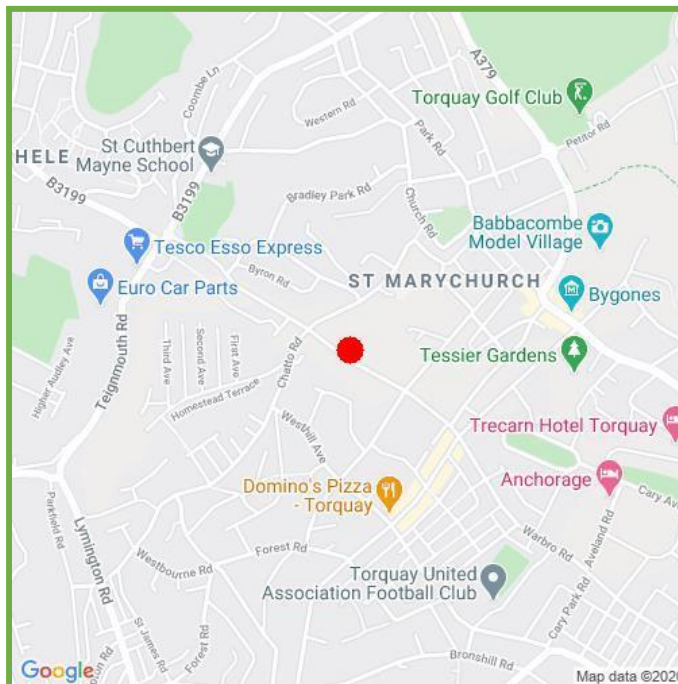 A379
Torquay Golf Club
Petitor Rd
Coombe Ln
Western Rd
Park Rd
St Cuthbert
Mayne School
HELE
B3199
B3199
Bradley Park Rd
Church Rd
Babbacombe
Model Village
Tesco Esso Express
Byron Rd
ST MARYCHURCH
Euro Car Parts
Bygones
Teignmouth Rd
Third Ave
Second Ave
First Ave
Chatto Rd
Tessier Gardens
Higher Audley Ave
Homestead Terrace
Westhill Ave
Trecarn Hotel Torquay
Anchorage
Domino's Pizza
- Torquay
Cary Ave
Parkfield Rd
Lymington Rd
Forest Rd
Warbro Rd
Aveland Rd
Westbourne Rd
Torquay United
Association Football Club
Cary Park Rd
St James Rd
Forest Rd
Bronshill Rd
Google
Map data ©2020